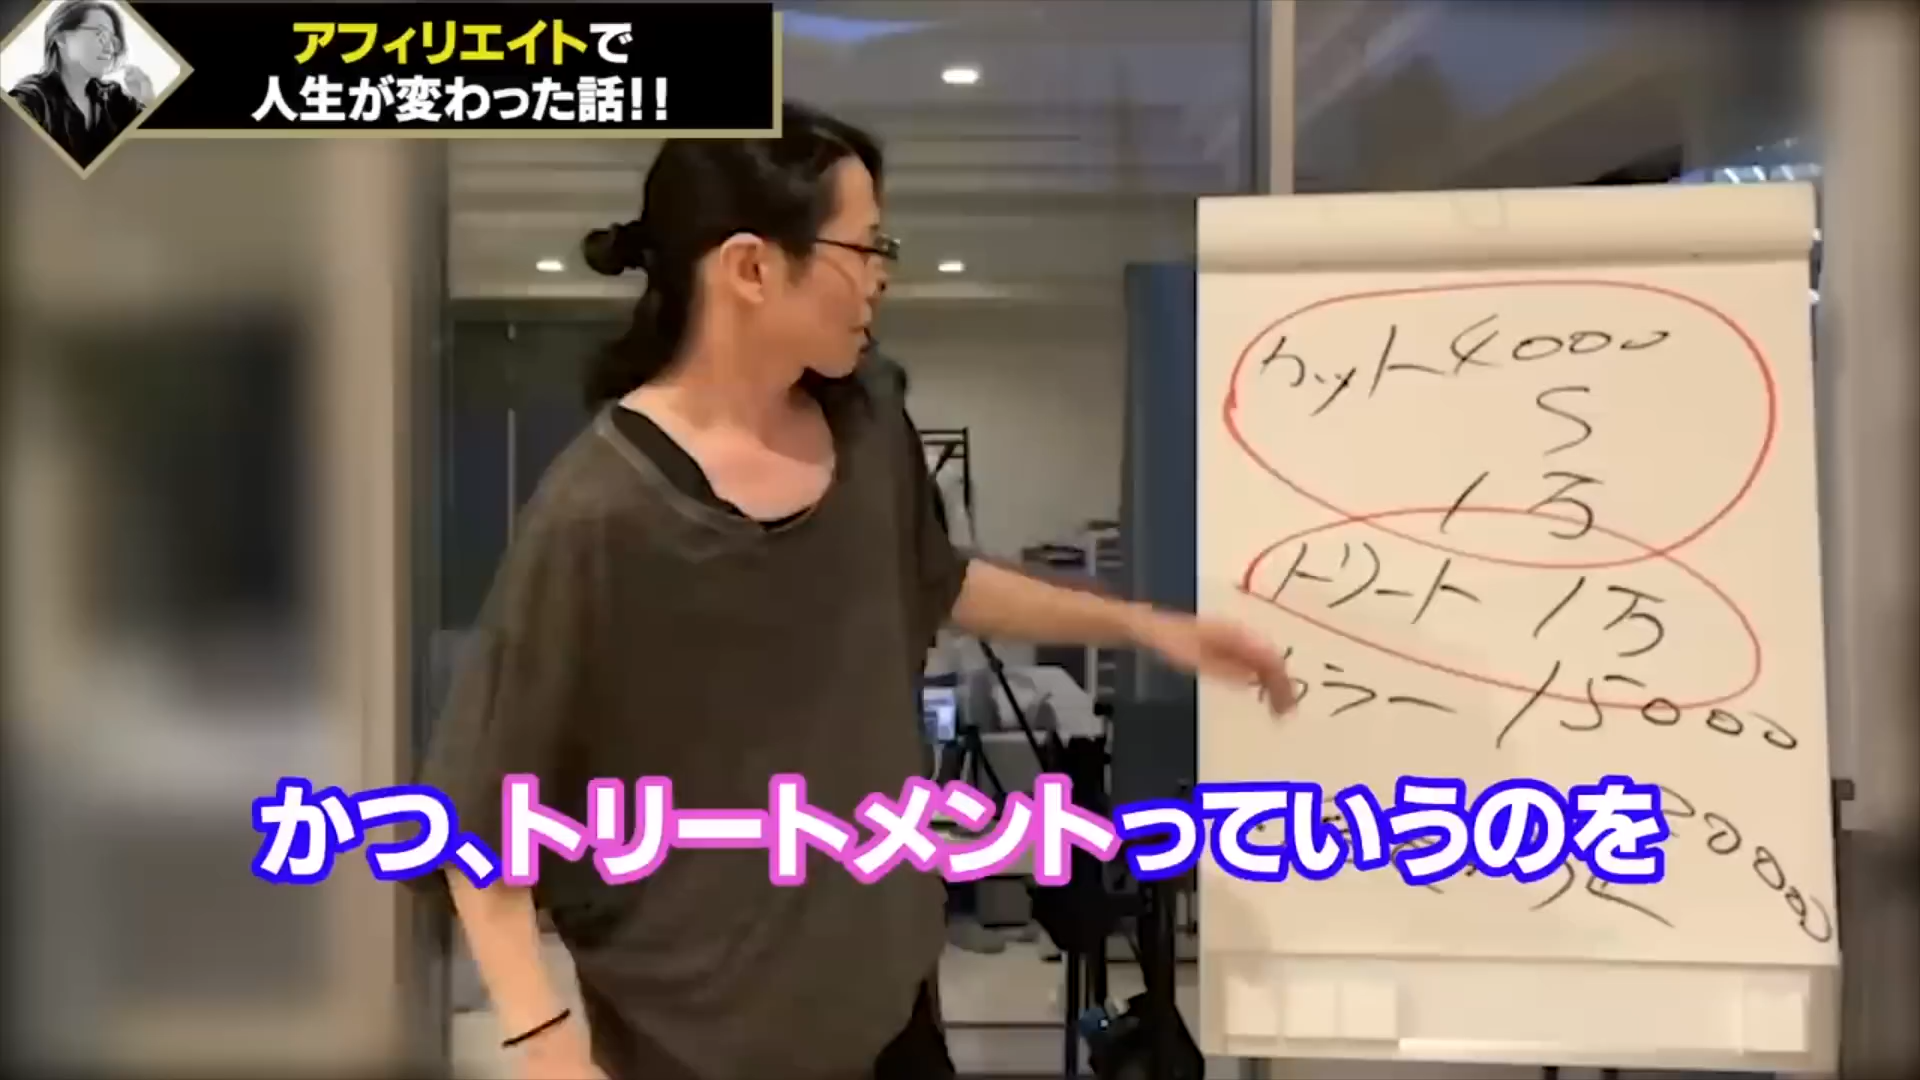 アフィリエイトで
人生が変わった話!!
カット4000
1万
トリート 1万
カラー 15000
かつ、トリートメントっていうのを